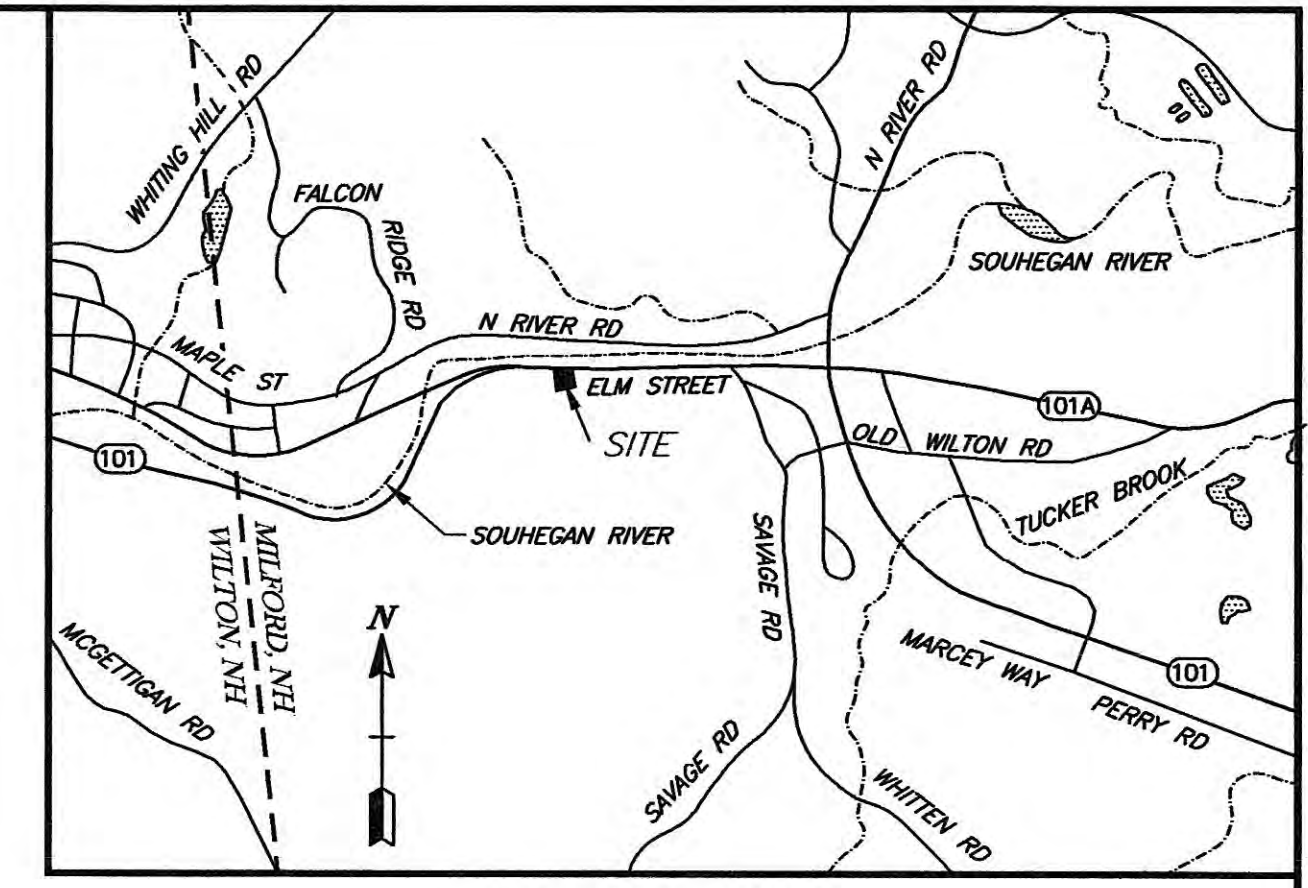 WHITING HILL RD
FALCON
RIDGE RD
N RIVER RD
SOUHEGAN RIVER
N RIVER RD
MAPLE ST
ELM STREET
SITE
101A
OLD WILTON RD
101
TUCKER BROOK
SOUHEGAN RIVER
SAVAGE RD
MILFORD, NH
WILTON, NH
N
MCGETTIGAN RD
MARCEY WAY
101
PERRY RD
SAVAGE RD
WHITTEN RD